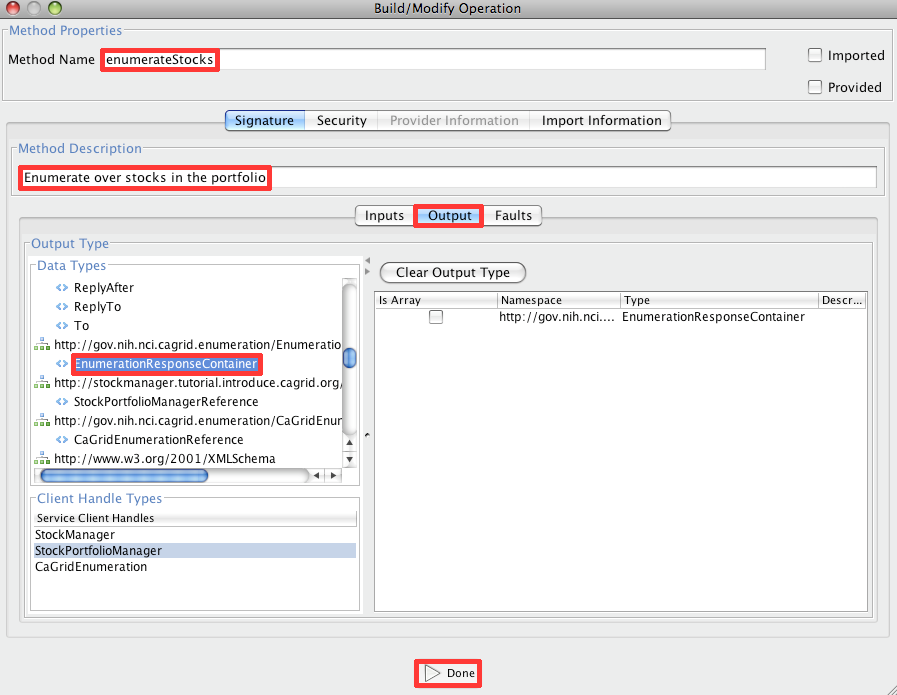 Build/Modify Operation
Method Properties
Method Name enumerateStocks
Imported
Provided
Signature Security Provider Information Import Information
Method Description
Enumerate over stocks in the portfolio
Inputs Output Faults
Output Type
Data Types
ReplyAfter
ReplyTo
To
http://gov.nih.nci.cagrid.enumeration/Enumeratio
EnumerationResponseContainer
http://stockmanager.tutorial.introduce.cagrid.org/
StockPortfolioManagerReference
http://gov.nih.nci.cagrid.enumeration/CaGridEnur
CaGridEnumerationReference
http://www.w3.org/2001/XMLSchema
Client Handle Types
Service Client Handles
StockManager
StockPortfolioManager
CaGridEnumeration
Clear Output Type
Is Array Namespace Type Descr...
http://gov.nih.nci.... EnumerationResponseContainer
Done